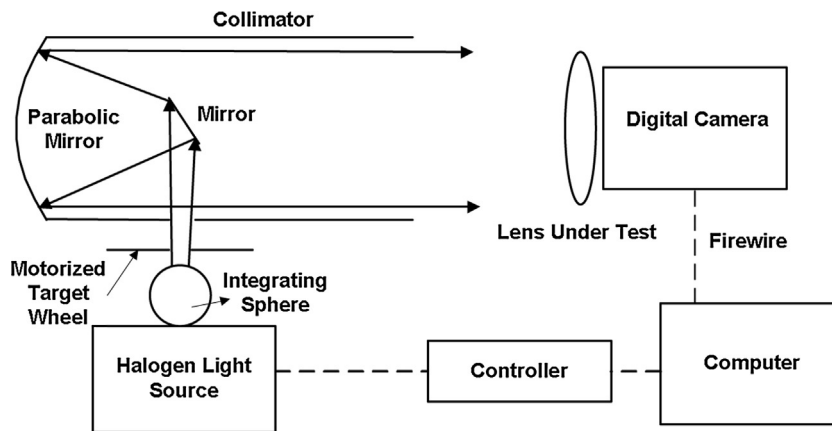 Collimator
Parabolic
Mirror
Mirror
Digital Camera
Lens Under Test
Firewire
Motorized
Target
Wheel
Integrating
Sphere
Halogen Light
Source
Controller
Computer